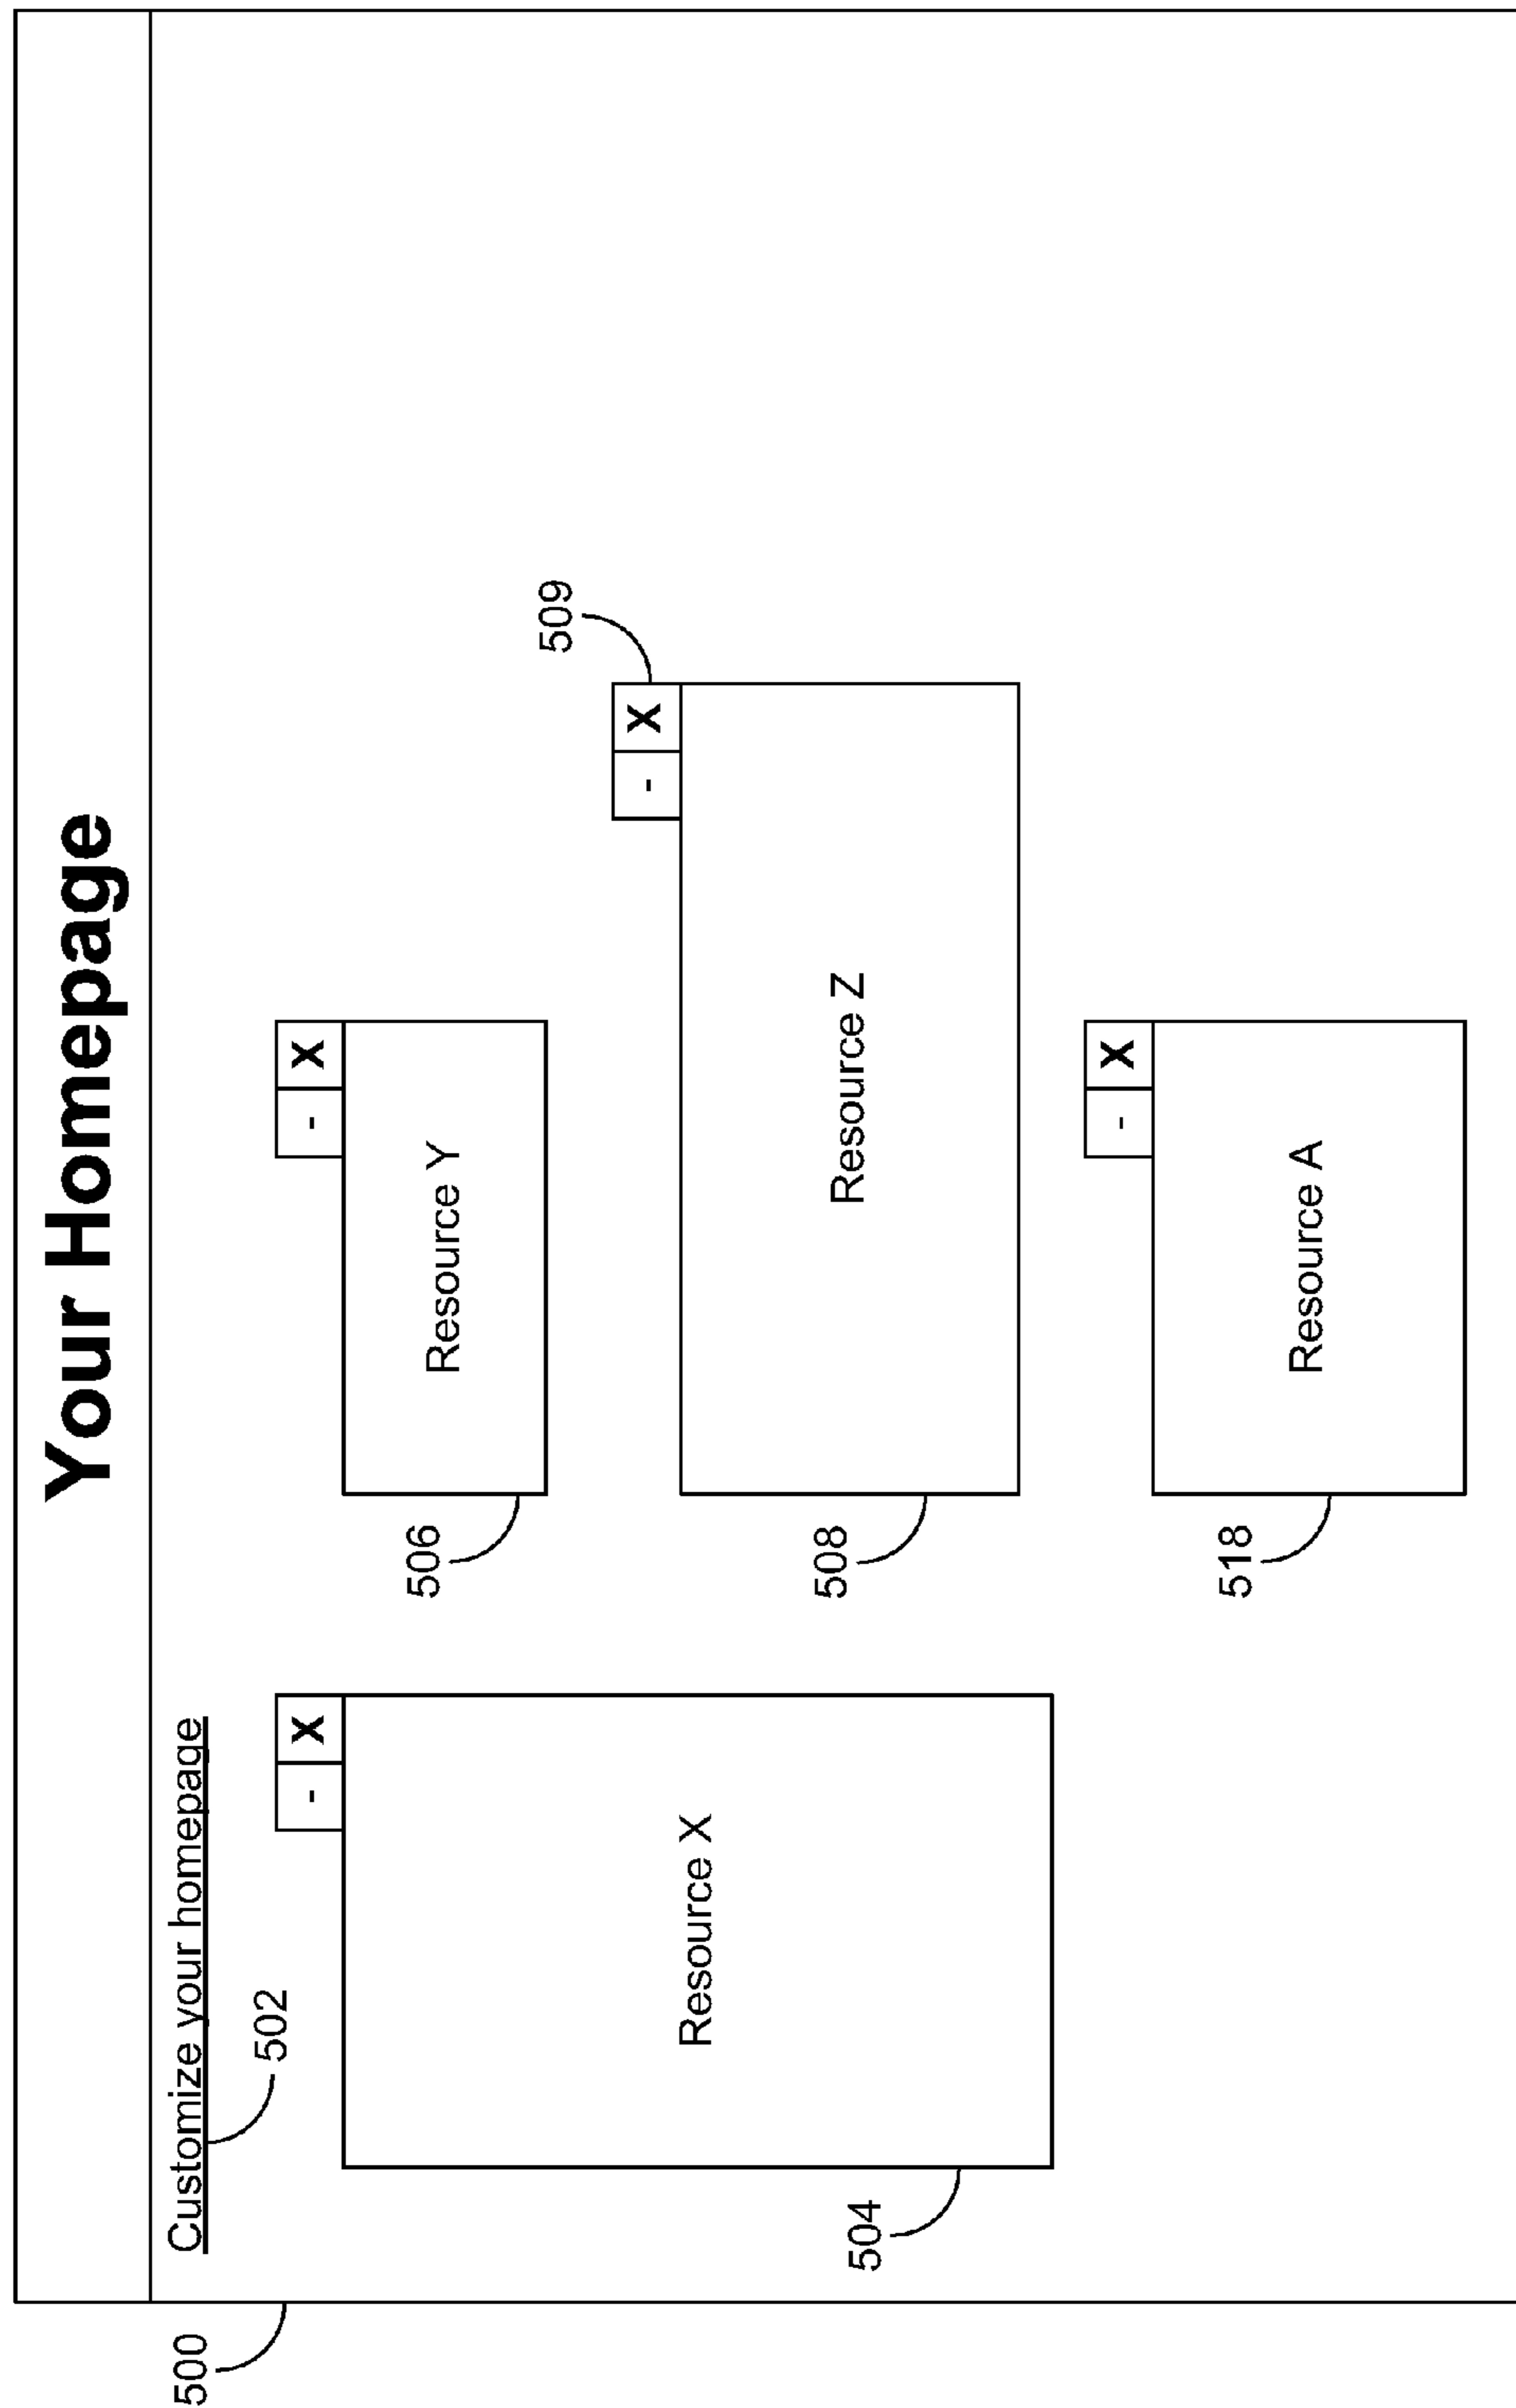 Your Homepage
500
Customize your homepage
502
- X
Resource X
504
- X
Resource Y
506
509
- X
Resource Z
508
- X
Resource A
518